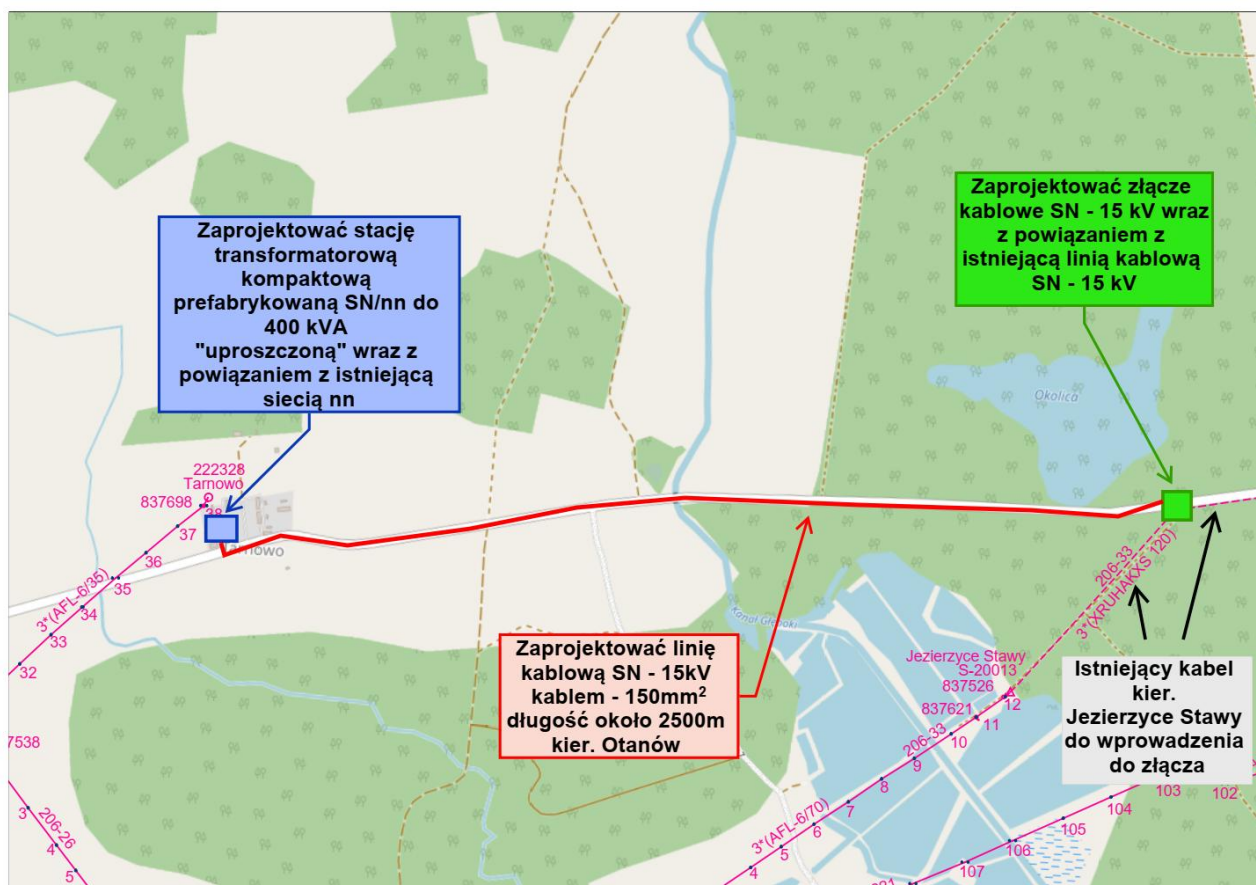 Zaprojektować stację
transformatorową
kompaktową
prefabrykowaną SN/nn do
400 kVA
"uproszczoną" wraz z
powiązaniem z istniejącą
siecią nn
Zaprojektować złącze
kablowe SN - 15 kV wraz
z powiązaniem z
istniejącą linią kablową
SN - 15 kV
Okolica
222328
Tarnowo
837698
38
37
Tarnowo
36
35
3*(AFL-6/35)
34
33
32
206-33
3*(XRUHAKXS 120)
Kanał Głęboki
Zaprojektować linię
kablową SN - 15kV
kablem - 150mm²
długość około 2500m
kier. Otanów
Jezierzyce Stawy
S-20013
837526
12
837621
11
10
206-33
9
8
7
3*(AFL-6/70)
6
5
4
Istniejący kabel
kier.
Jezierzyce Stawy
do wprowadzenia
do złącza
103
102
104
105
106
107
7538
3
206-26
4
5